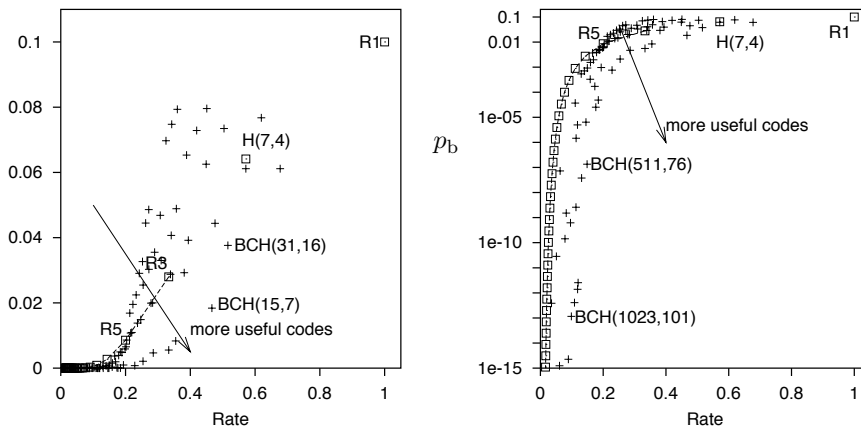 0.1
R1
0.08
H(7,4)
0.06
0.04
BCH(31,16)
R3
0.02
BCH(15,7)
R5
more useful codes
0
0 0.2 0.4 0.6 0.8 1
Rate
p_b
0.1
R5
H(7,4)
R1
0.01
1e-05
more useful codes
BCH(511,76)
1e-10
BCH(1023,101)
1e-15
0 0.2 0.4 0.6 0.8 1
Rate